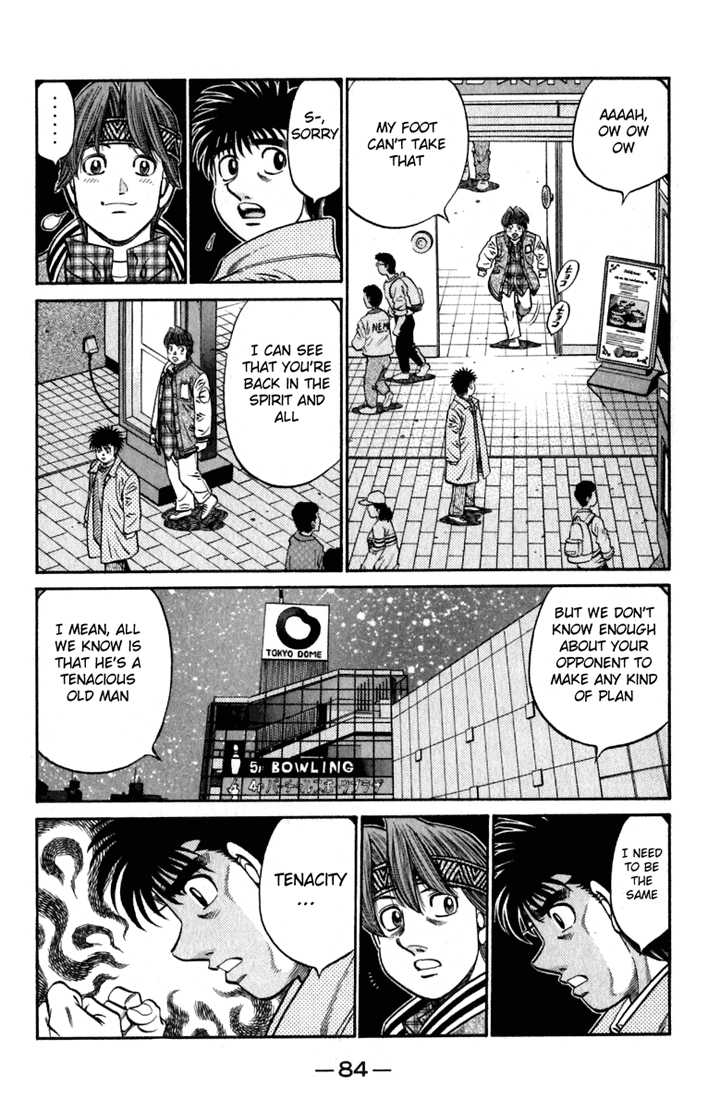 AAAAH,
OW OW
OW
MY FOOT
CAN'T TAKE
THAT
NEM
S-,
SORRY
......
I CAN SEE
THAT YOU'RE
BACK IN THE
SPIRIT AND
ALL
BUT WE DON'T
KNOW ENOUGH
ABOUT YOUR
OPPONENT TO
MAKE ANY KIND
OF PLAN
I MEAN, ALL
WE KNOW IS
THAT HE'S A
TENACIOUS
OLD MAN
TOKYO DOME
5F BOWLING
I NEED
TO BE
THE
SAME
TENACITY
...
—84—